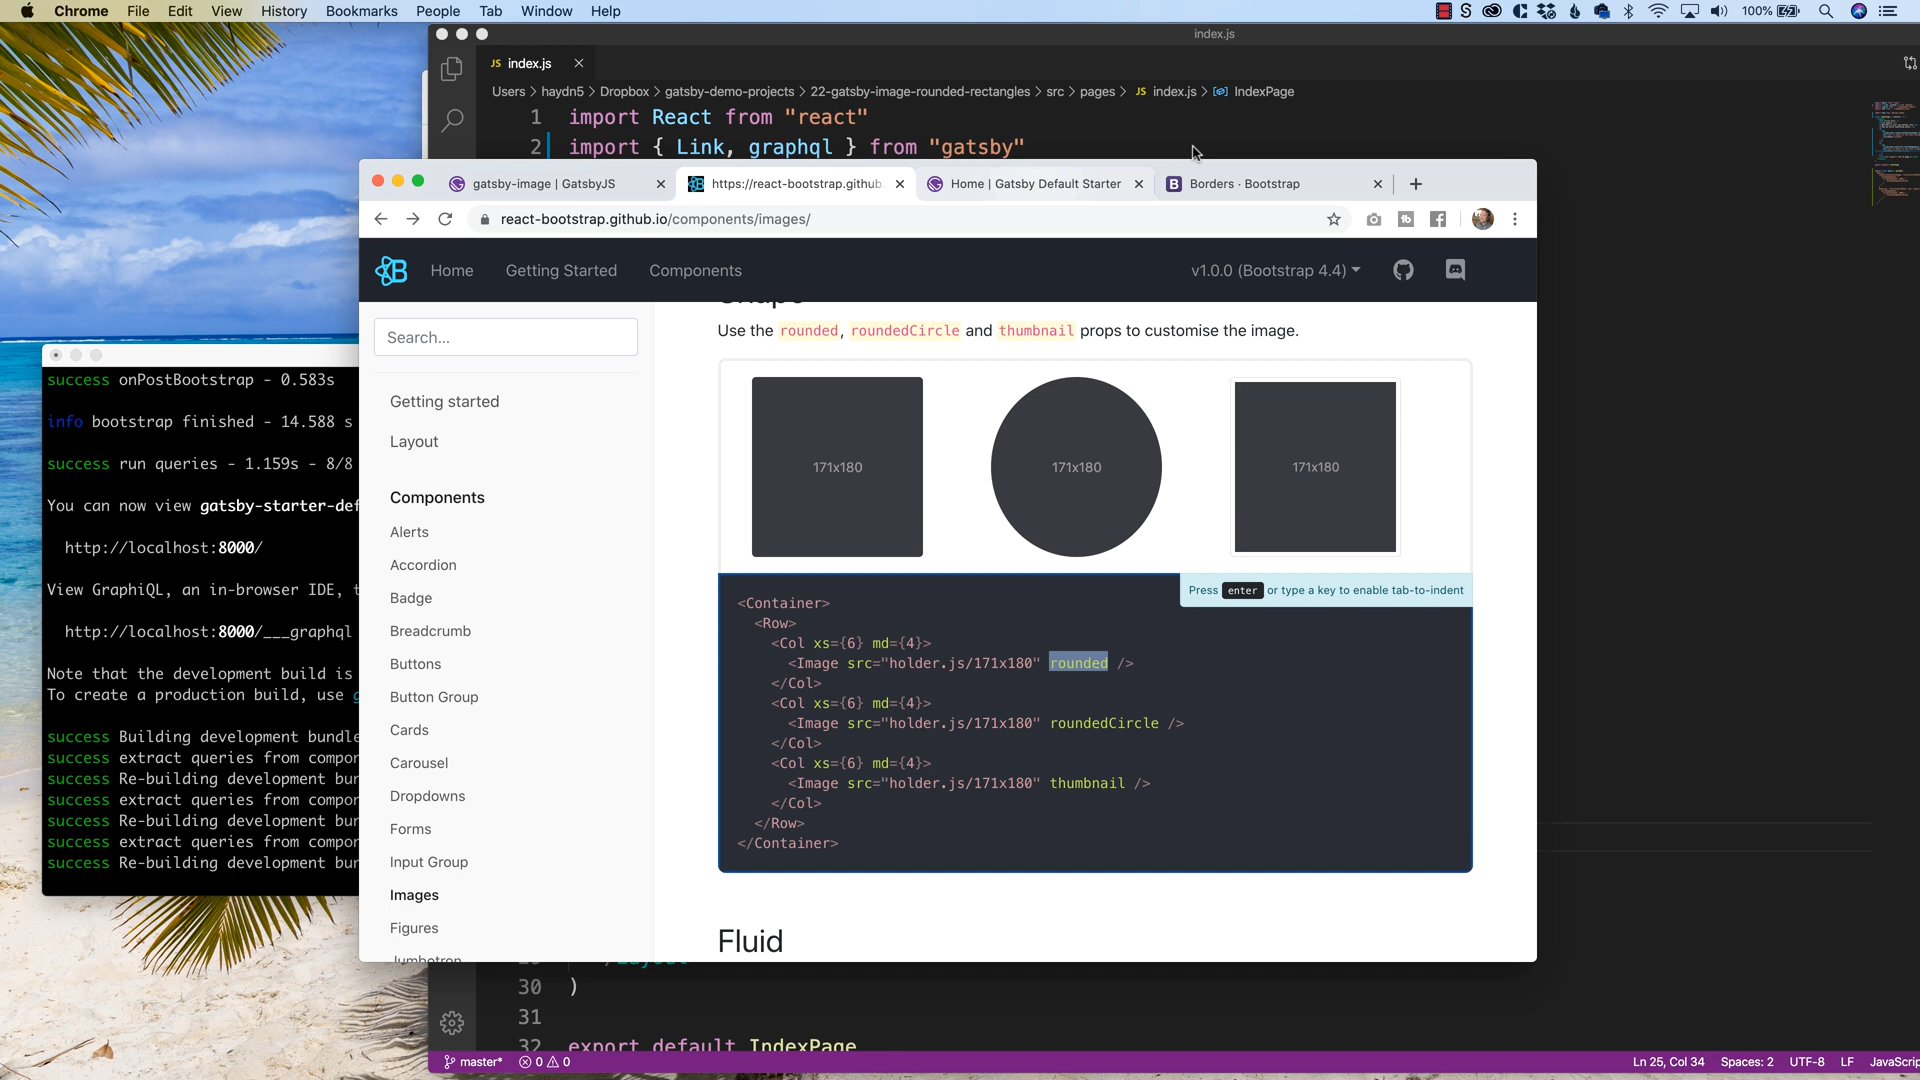 Chrome File Edit View History Bookmarks People Tab Window Help
100%
index.js
JS index.js
Users > haydn5 > Dropbox > gatsby-demo-projects > 22-gatsby-image-rounded-rectangles > src > pages > JS index.js > IndexPage
1 import React from "react"
2 import { Link, graphql } from "gatsby"
gatsby-image | GatsbyJS
https://react-bootstrap.github.
Home | Gatsby Default Starter
B Borders · Bootstrap
react-bootstrap.github.io/components/images/
Home Getting Started Components
v1.0.0 (Bootstrap 4.4)
Search...
Getting started
Layout
Components
Alerts
Accordion
Badge
Breadcrumb
Buttons
Button Group
Cards
Carousel
Dropdowns
Forms
Input Group
Images
Figures
Jumbotron
Shape
Use the rounded, roundedCircle and thumbnail props to customise the image.
171x180
171x180
171x180
Press enter or type a key to enable tab-to-indent
<Container>
<Row>
<Col xs={6} md={4}>
<Image src="holder.js/171x180" rounded />
</Col>
<Col xs={6} md={4}>
<Image src="holder.js/171x180" roundedCircle />
</Col>
<Col xs={6} md={4}>
<Image src="holder.js/171x180" thumbnail />
</Col>
</Row>
</Container>
Fluid
success onPostBootstrap - 0.583s
info bootstrap finished - 14.588 s
success run queries - 1.159s - 8/8
You can now view gatsby-starter-def
http://localhost:8000/
View GraphiQL, an in-browser IDE, t
http://localhost:8000/___graphql
Note that the development build is
To create a production build, use g
success Building development bundle
success extract queries from compor
success Re-building development bur
success extract queries from compor
success Re-building development bur
success extract queries from compor
success Re-building development bur
30 )
31
32 export default IndexPage
master* 0 0
Ln 25, Col 34 Spaces: 2 UTF-8 LF JavaScrip